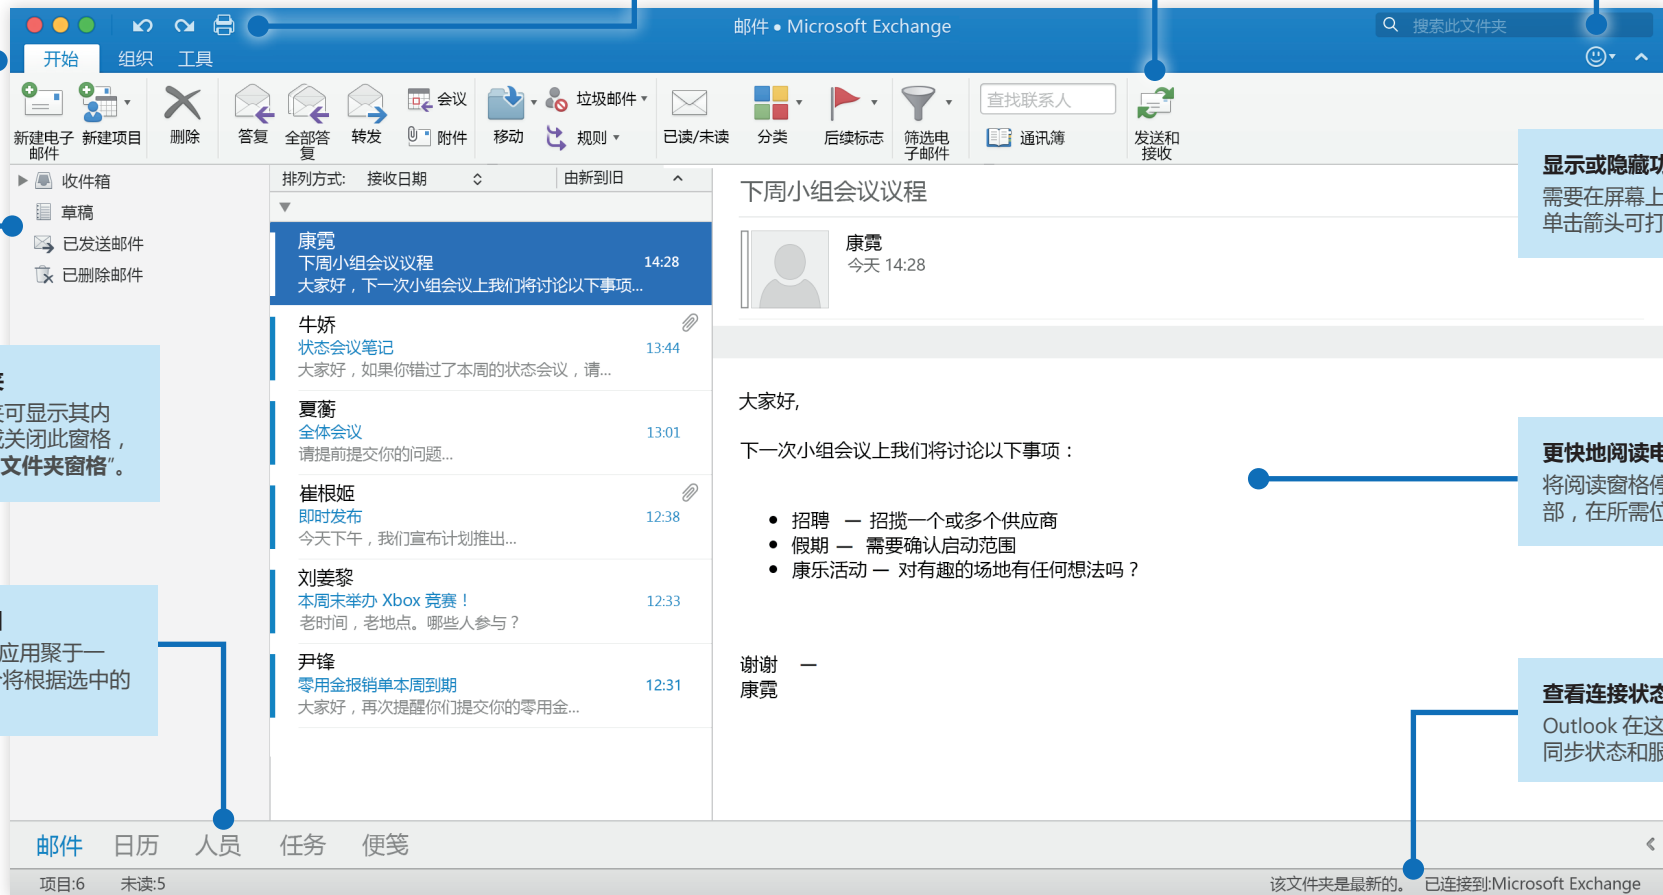 邮件 • Microsoft Exchange
搜索此文件夹
开始 组织 工具
新建电子邮件
新建项目
删除
答复
全部答复
转发
会议
附件
移动
垃圾邮件
规则
已读/未读
分类
后续标志
筛选电子邮件
查找联系人
通讯簿
发送和接收
收件箱
草稿
已发送邮件
已删除邮件
可显示其内
关闭此窗格，
文件夹窗格”。
应用聚于一
将根据选中的
排列方式: 接收日期 由新到旧
康霓
下周小组会议议程 14:28
大家好，下一次小组会议上我们将讨论以下事项...
牛娇
状态会议笔记 13:44
大家好，如果你错过了本周的状态会议，请...
夏蘅
全体会议 13:01
请提前提交你的问题...
崔根姬
即时发布 12:38
今天下午，我们宣布计划推出...
刘姜黎
本周末举办 Xbox 竞赛！ 12:33
老时间，老地点。哪些人参与？
尹锋
零用金报销单本周到期 12:31
大家好，再次提醒你们提交你的零用金...
下周小组会议议程
康霓
今天 14:28
大家好,
下一次小组会议上我们将讨论以下事项：
• 招聘 — 招揽一个或多个供应商
• 假期 — 需要确认启动范围
• 康乐活动 — 对有趣的场地有任何想法吗？
谢谢 —
康霓
显示或隐藏功
需要在屏幕上
单击箭头可打
更快地阅读电
将阅读窗格停
部，在所需位
查看连接状态
Outlook 在这
同步状态和服
邮件 日历 人员 任务 便笺
项目:6 未读:5
该文件夹是最新的。 已连接到:Microsoft Exchange